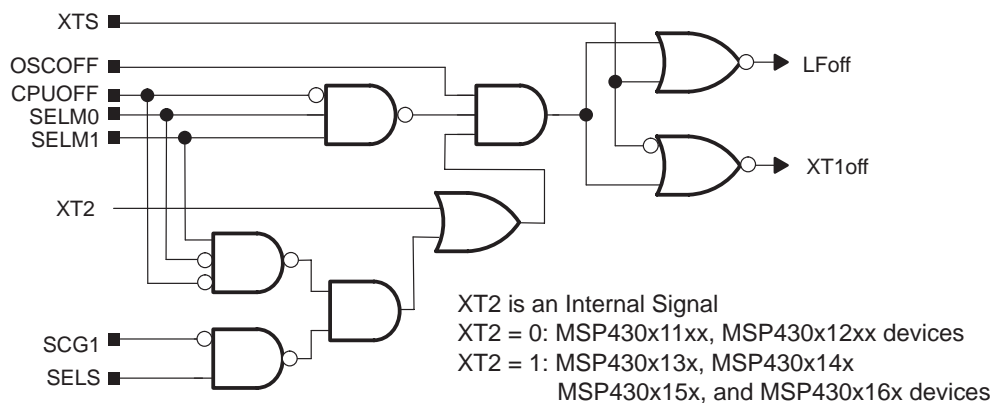 XTS
OSCOFF
CPUOFF
SELM0
SELM1
LFoff
XT1off
XT2
SCG1
SELS
XT2 is an Internal Signal
XT2 = 0: MSP430x11xx, MSP430x12xx devices
XT2 = 1: MSP430x13x, MSP430x14x
MSP430x15x, and MSP430x16x devices